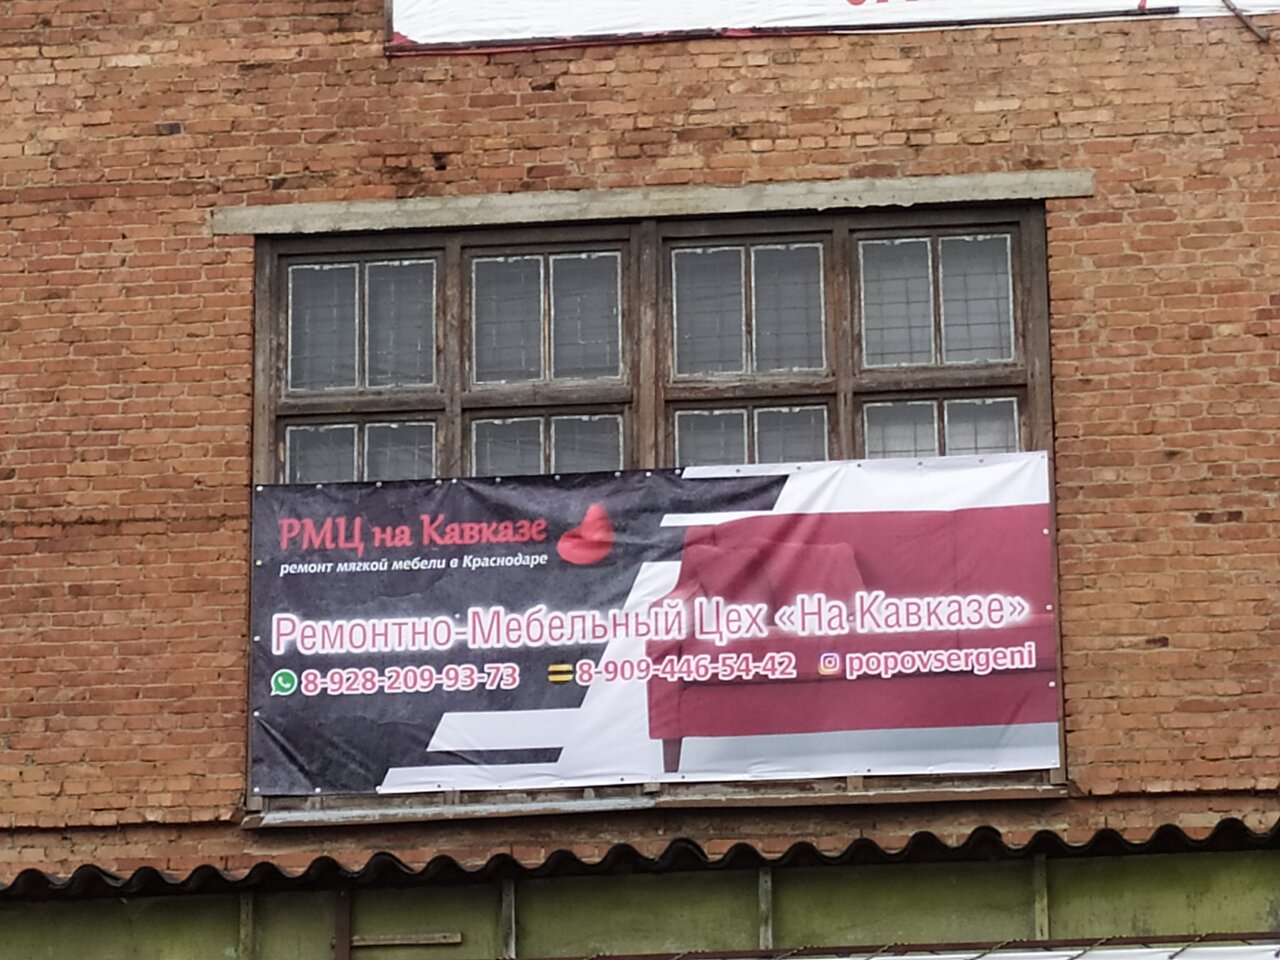 РМЦ на Кавказе
ремонт мягкой мебели в Краснодаре
Ремонтно-Мебельный Цех «На Кавказе»
8-928-209-93-73 8-909-446-54-42 popovsergeni